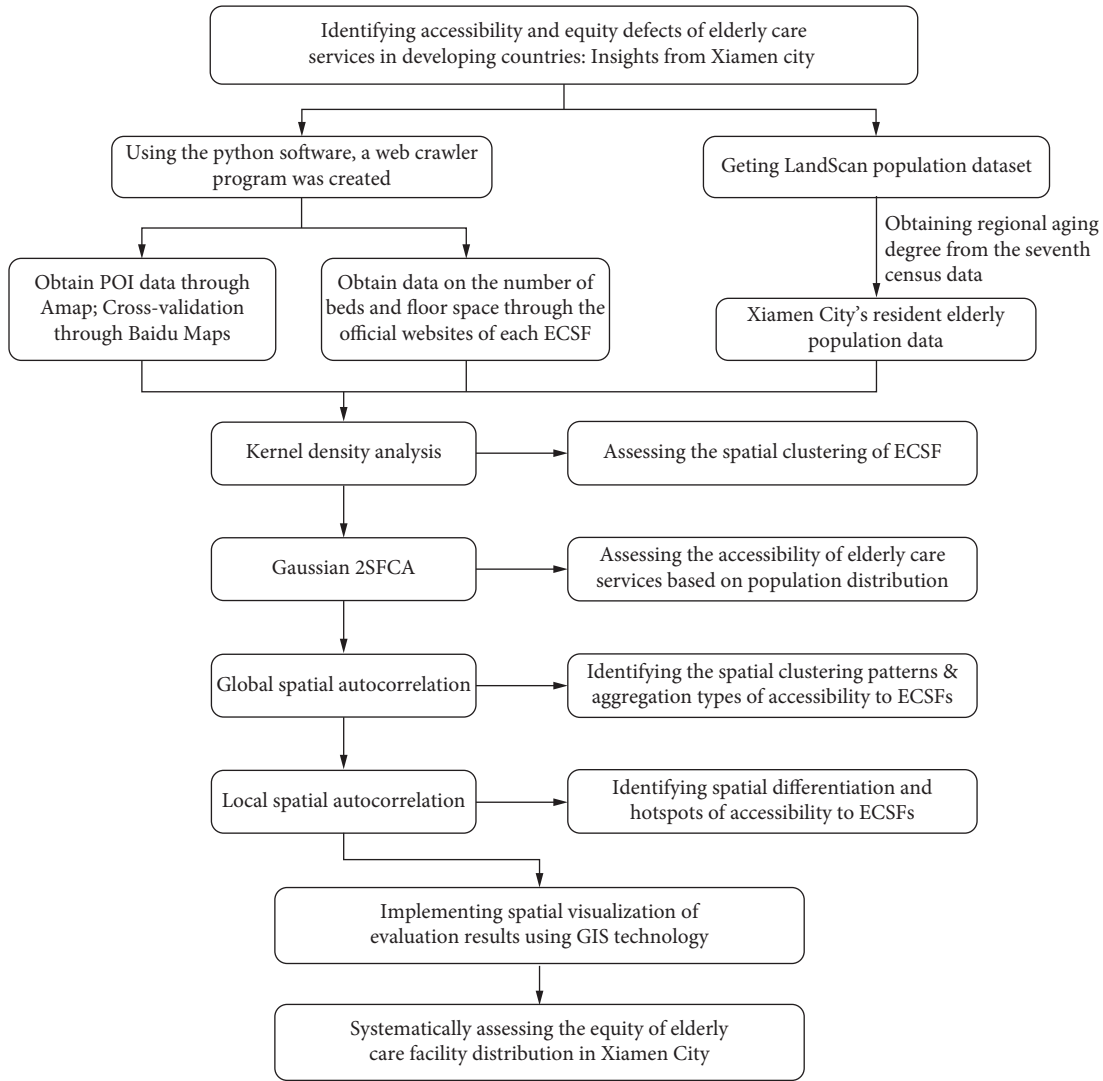 Identifying accessibility and equity defects of elderly care
services in developing countries: Insights from Xiamen city
Using the python software, a web crawler
program was created
Geting LandScan population dataset
Obtaining regional aging
degree from the seventh
census data
Obtain POI data through
Amap; Cross-validation
through Baidu Maps
Obtain data on the number of
beds and floor space through the
official websites of each ECSF
Xiamen City's resident elderly
population data
Kernel density analysis
Assessing the spatial clustering of ECSF
Gaussian 2SFCA
Assessing the accessibility of elderly care
services based on population distribution
Global spatial autocorrelation
Identifying the spatial clustering patterns &
aggregation types of accessibility to ECSFs
Local spatial autocorrelation
Identifying spatial differentiation and
hotspots of accessibility to ECSFs
Implementing spatial visualization of
evaluation results using GIS technology
Systematically assessing the equity of elderly
care facility distribution in Xiamen City